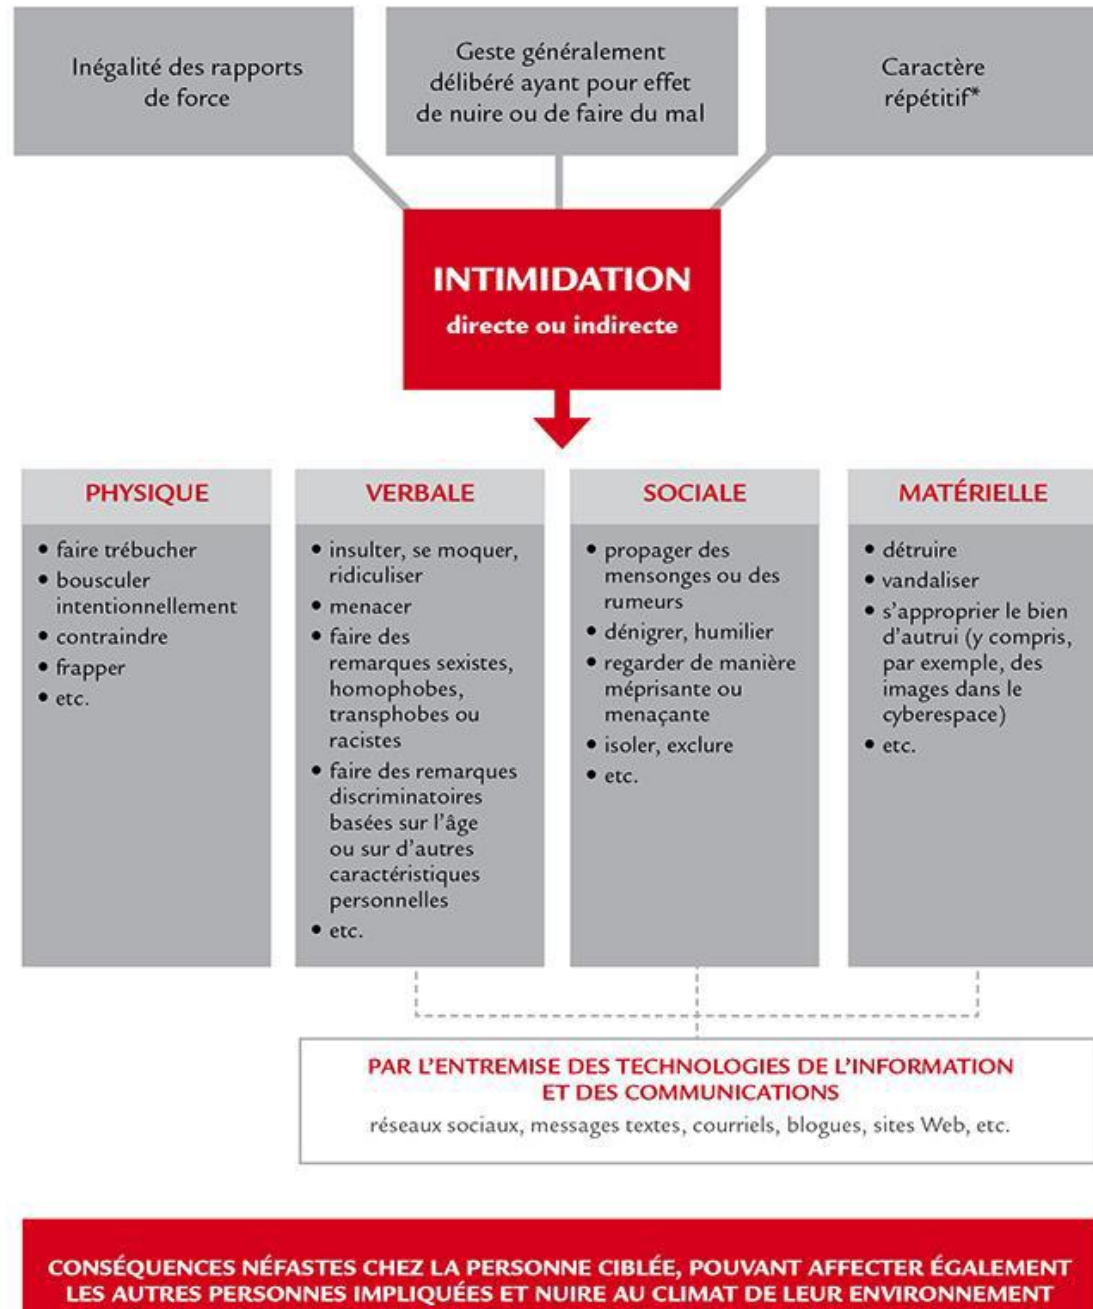 Inégalité des rapports
de force
Geste généralement
délibéré ayant pour effet
de nuire ou de faire du mal
Caractère
répétitif*
INTIMIDATION
directe ou indirecte
PHYSIQUE
• faire trébucher
• bousculer
intentionnellement
• contraindre
• frapper
• etc.
VERBALE
• insulter, se moquer,
ridiculiser
• menacer
• faire des
remarques sexistes,
homophobes,
transphobes ou
racistes
• faire des remarques
discriminatoires
basées sur l'âge
ou sur d'autres
caractéristiques
personnelles
• etc.
SOCIALE
• propager des
mensonges ou des
rumeurs
• dénigrer, humilier
• regarder de manière
méprisante ou
menaçante
• isoler, exclure
• etc.
MATÉRIELLE
• détruire
• vandaliser
• s'approprier le bien
d'autrui (y compris,
par exemple, des
images dans le
cyberespace)
• etc.
PAR L'ENTREMISE DES TECHNOLOGIES DE L'INFORMATION
ET DES COMMUNICATIONS
réseaux sociaux, messages textes, courriels, blogues, sites Web, etc.
CONSÉQUENCES NÉFASTES CHEZ LA PERSONNE CIBLÉE, POUVANT AFFECTER ÉGALEMENT
LES AUTRES PERSONNES IMPLIQUÉES ET NUIRE AU CLIMAT DE LEUR ENVIRONNEMENT